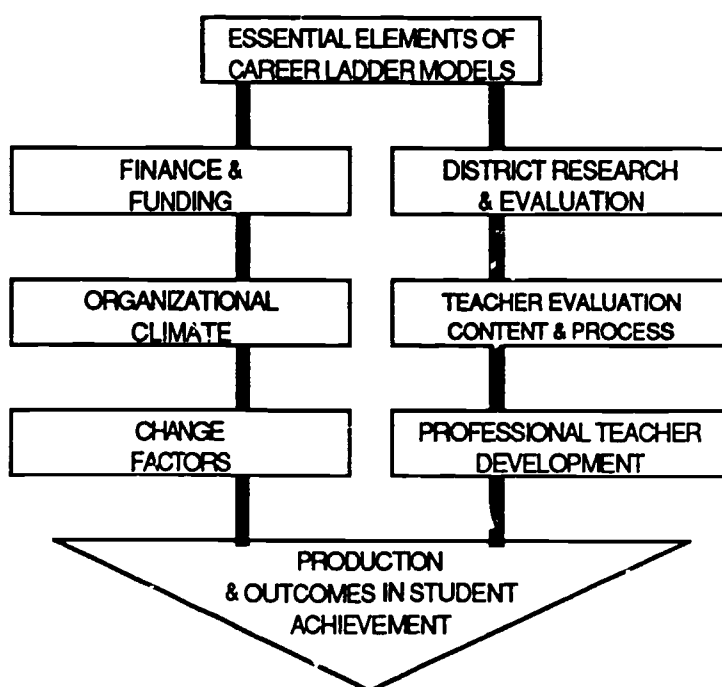 ESSENTIAL ELEMENTS OF
CAREER LADDER MODELS
FINANCE &
FUNDING
DISTRICT RESEARCH
& EVALUATION
ORGANIZATIONAL
CLIMATE
TEACHER EVALUATION
CONTENT & PROCESS
CHANGE
FACTORS
PROFESSIONAL TEACHER
DEVELOPMENT
PRODUCTION
& OUTCOMES IN STUDENT
ACHIEVEMENT